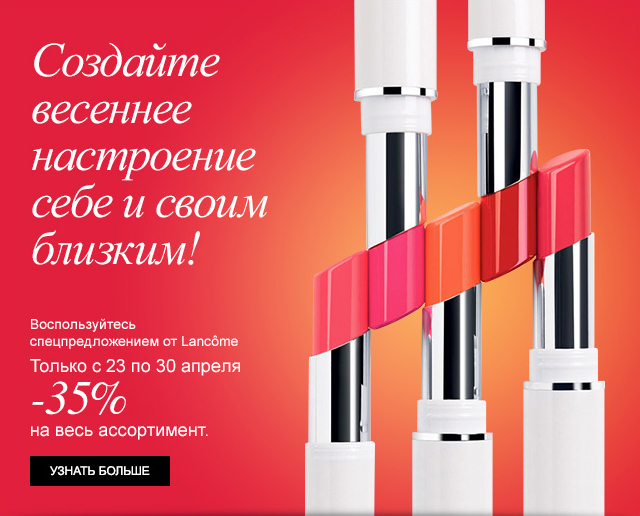 Создайте
весеннее
настроение
себе и своим
близким!
Воспользуйтесь
спецпредложением от Lancôme
Только с 23 по 30 апреля
-35%
на весь ассортимент.
УЗНАТЬ БОЛЬШЕ